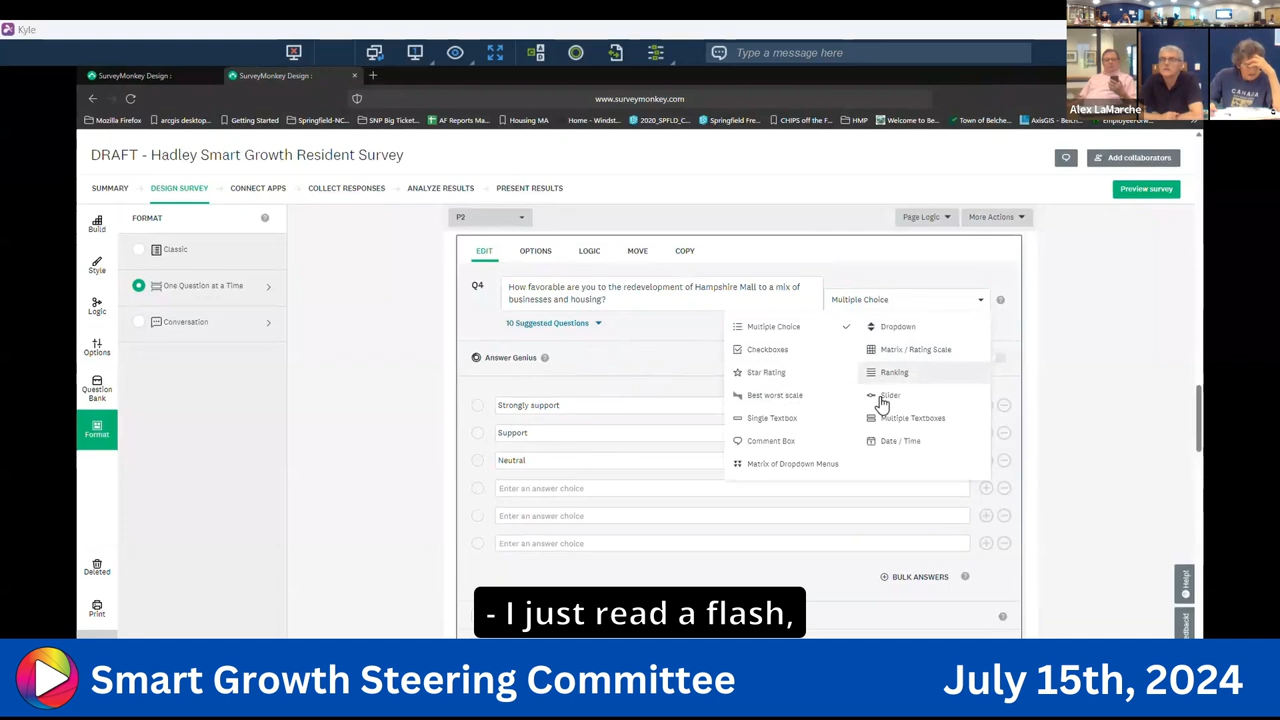 Kyle
Type a message here
Alex LaMarche
SurveyMonkey Design :
SurveyMonkey Design :
www.surveymonkey.com
Mozilla Firefox
arcgis desktop...
Getting Started
Springfield-NC...
SNP Big Ticket...
AF Reports Ma...
Housing MA
Home - Windst...
2020_SPFLD_C...
Springfield Free...
CHIPS off the F...
HMP
Welcome to Be...
Town of Belche...
AxisGIS - Belch...
DRAFT - Hadley Smart Growth Resident Survey
Add collaborators
SUMMARY
DESIGN SURVEY
CONNECT APPS
COLLECT RESPONSES
ANALYZE RESULTS
PRESENT RESULTS
Preview survey
Build
Style
Logic
Options
Question
Bank
Format
Deleted
Print
FORMAT
Classic
One Question at a Time
Conversation
P2
Page Logic
More Actions
EDIT
OPTIONS
LOGIC
MOVE
COPY
Q4
How favorable are you to the redevelopment of Hampshire Mall to a mix of
businesses and housing?
Multiple Choice
10 Suggested Questions
Answer Genius
Multiple Choice
Dropdown
Checkboxes
Matrix / Rating Scale
Star Rating
Ranking
Best worst scale
Slider
Single Textbox
Multiple Textboxes
Comment Box
Date / Time
Matrix of Dropdown Menus
Strongly support
Support
Neutral
Enter an answer choice
Enter an answer choice
Enter an answer choice
BULK ANSWERS
Help!
- I just read a flash,
Smart Growth Steering Committee
July 15th, 2024